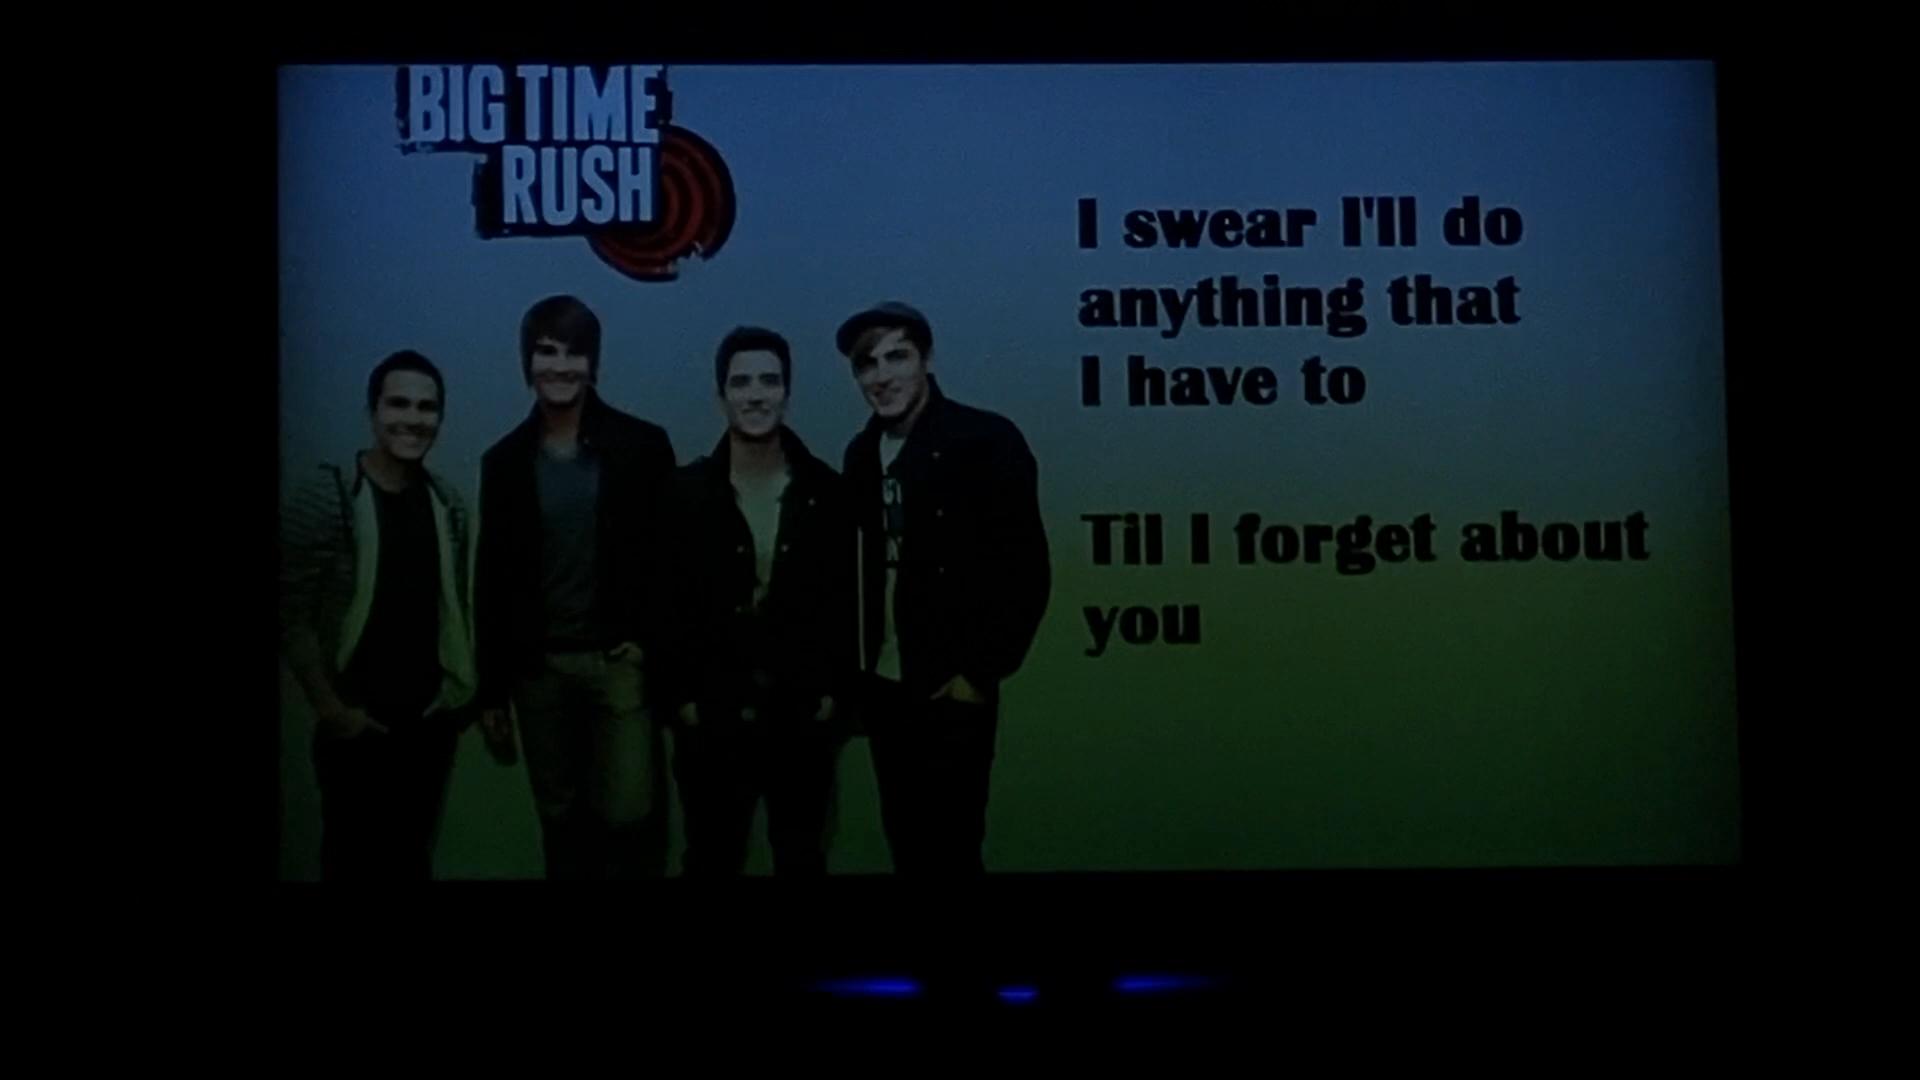 BIG TIME
RUSH
I swear I'll do
anything that
I have to
Til I forget about
you